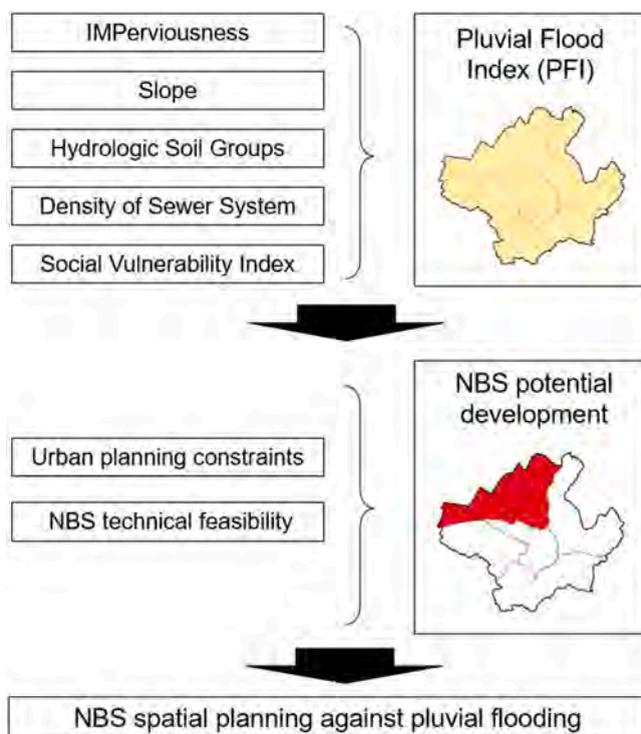 IMPerviousness
Slope
Hydrologic Soil Groups
Density of Sewer System
Social Vulnerability Index
Pluvial Flood
Index (PFI)
Urban planning constraints
NBS technical feasibility
NBS potential
development
NBS spatial planning against pluvial flooding